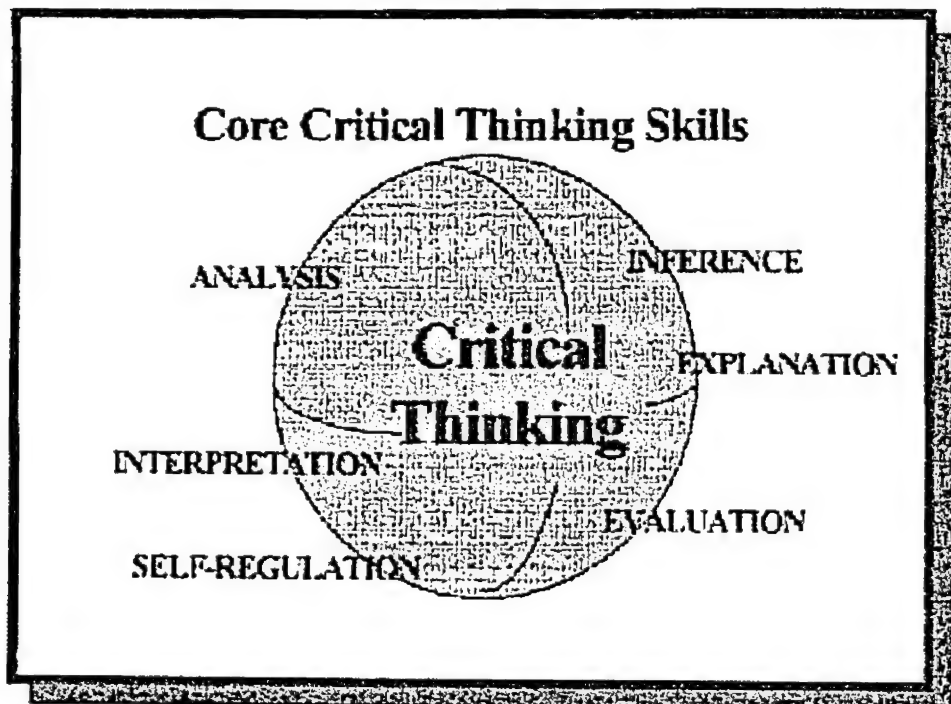 Core Critical Thinking Skills
ANALYSIS
INFERENCE
Critical
Thinking
EXPLANATION
INTERPRETATION
EVALUATION
SELF-REGULATION